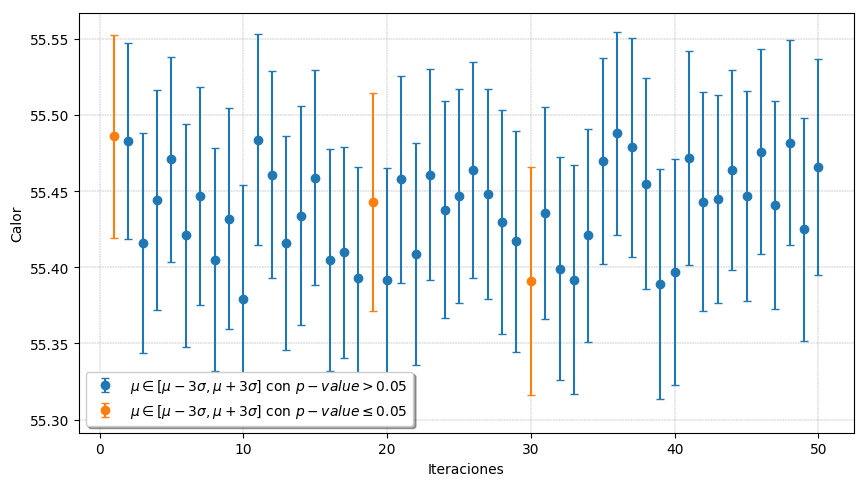 Calor
55.55
55.50
55.45
55.40
55.35
55.30
μ ∈ [μ − 3σ, μ + 3σ] con p − value > 0.05
μ ∈ [μ − 3σ, μ + 3σ] con p − value ≤ 0.05
0 10 20 30 40 50
Iteraciones